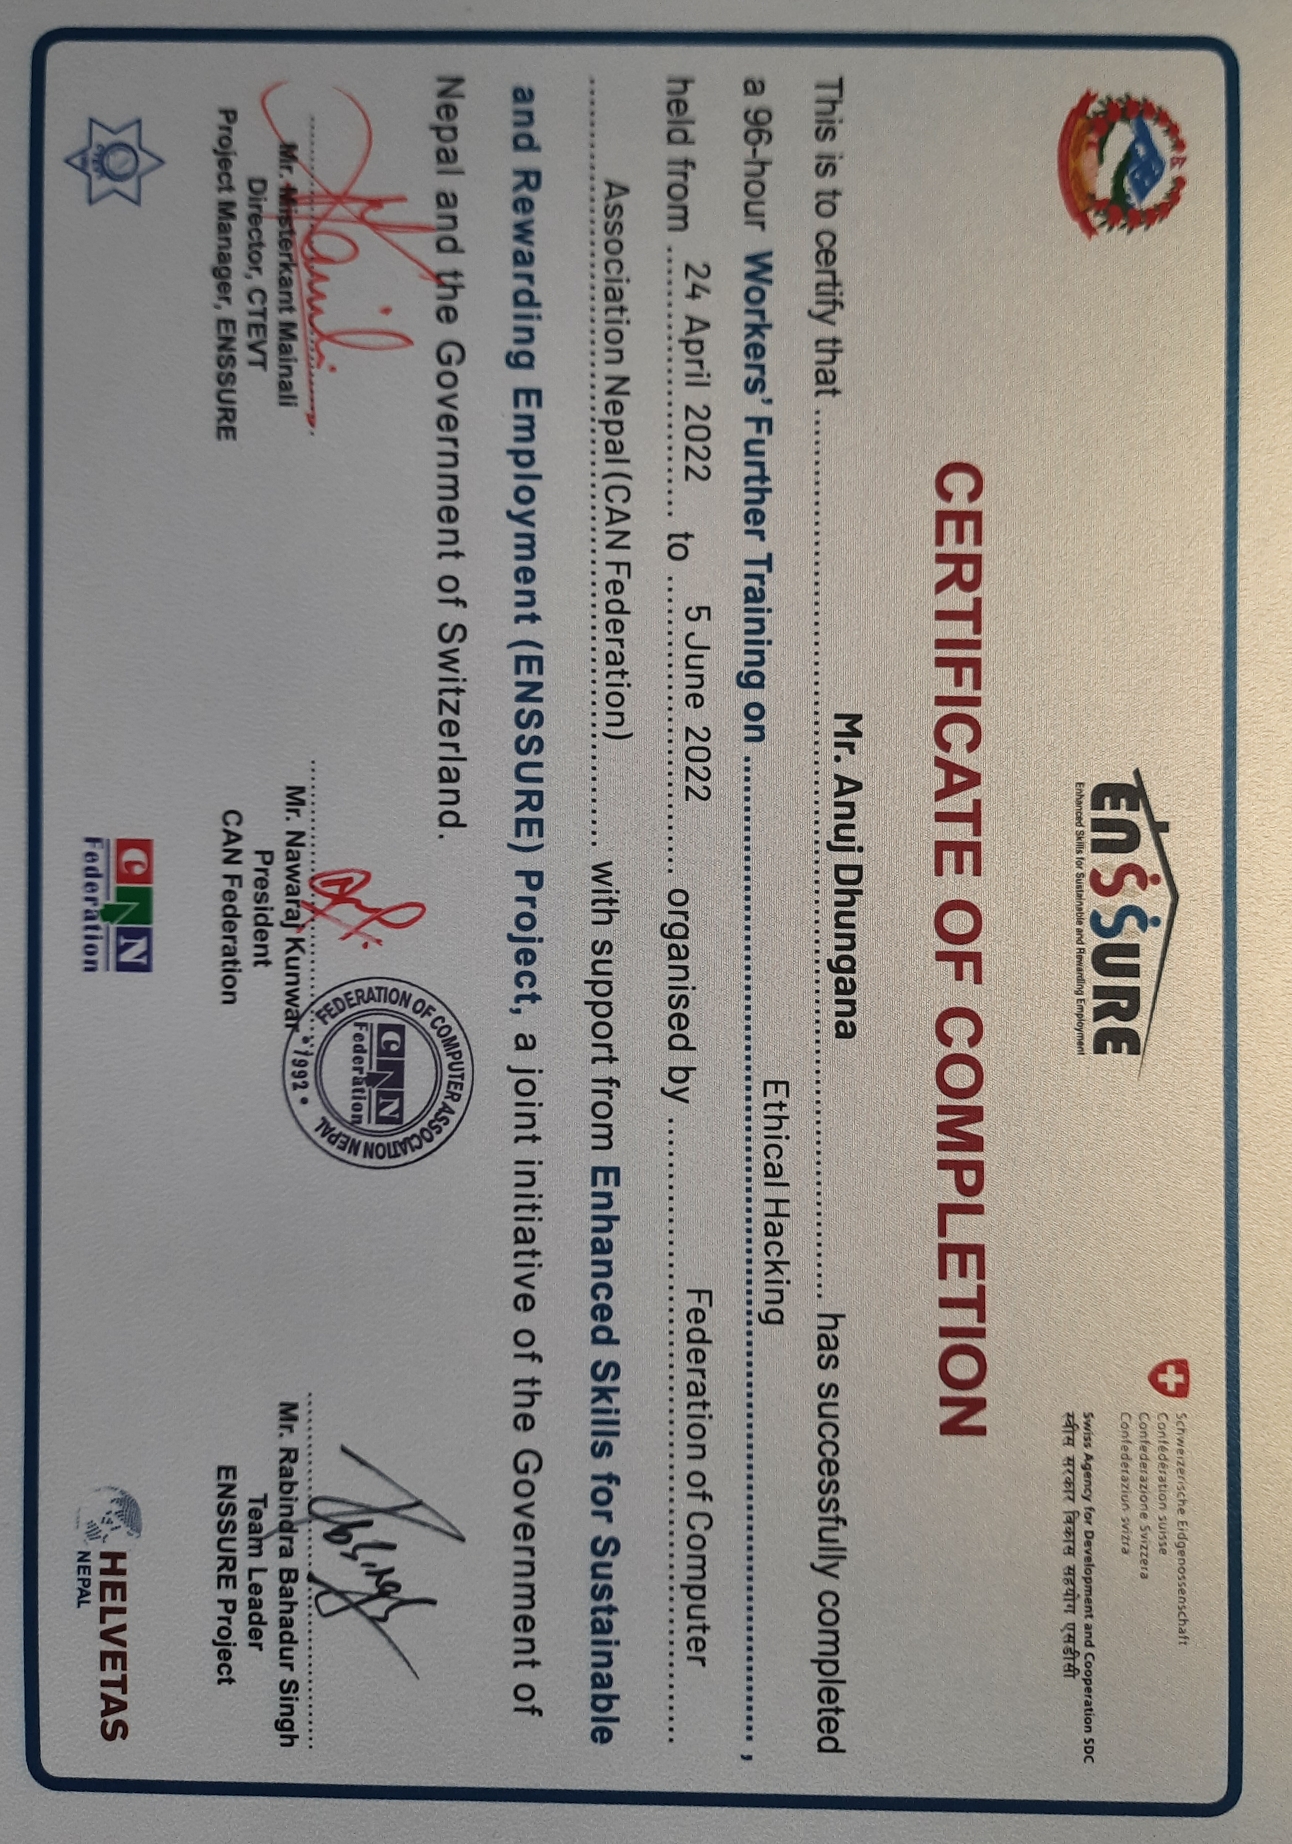 ENSSURE
Enhanced Skills for Sustainable and Rewarding Employment
Schweizerische Eidgenossenschaft
Confédération suisse
Confederazione Svizzera
Confederaziun svizra
Swiss Agency for Development and Cooperation SDC
स्वीस सरकार विकास सहयोग एसडीसी
CERTIFICATE OF COMPLETION
This is to certify that Mr. Anuj Dhungana has successfully completed
a 96-hour Workers' Further Training on Ethical Hacking ,
held from 24 April 2022 to 5 June 2022 organised by Federation of Computer
Association Nepal (CAN Federation) with support from Enhanced Skills for Sustainable
and Rewarding Employment (ENSSURE) Project, a joint initiative of the Government of
Nepal and the Government of Switzerland.
FEDERATION OF COMPUTER ASSOCIATION NEPAL
CAN
Federation
• 1992 •
Mr. Misterkant Mainali
Director, CTEVT
Project Manager, ENSSURE
Mr. Nawaraj Kunwar
President
CAN Federation
Mr. Rabindra Bahadur Singh
Team Leader
ENSSURE Project
CTEVT
CAN
Federation
HELVETAS
NEPAL